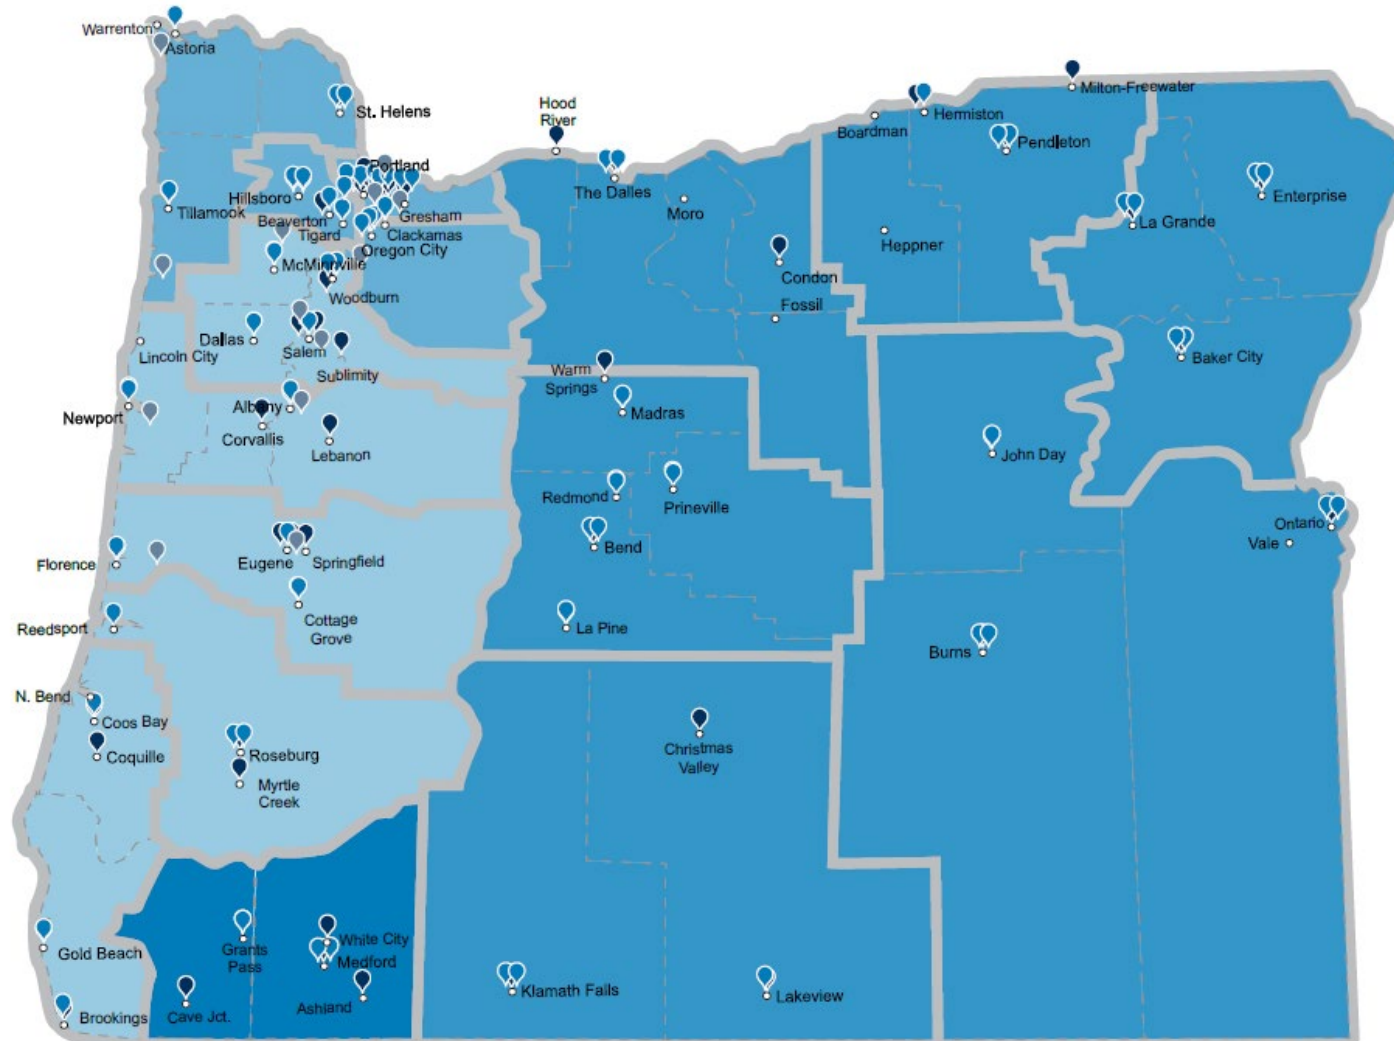 Warrenton
Astoria
St. Helens
Hood
River
Milton-Freewater
Hermiston
Boardman
Pendleton
Portland
Hillsboro
Tillamook
Beaverton
Tigard
Gresham
Clackamas
Oregon City
The Dalles
Moro
Heppner
La Grande
Enterprise
McMinnville
Woodburn
Condon
Fossil
Dallas
Salem
Lincoln City
Sublimity
Warm
Springs
Baker City
Newport
Albany
Corvallis
Lebanon
Madras
John Day
Redmond
Prineville
Bend
Ontario
Vale
Florence
Eugene
Springfield
Cottage
Grove
Reedsport
La Pine
Burns
N. Bend
Coos Bay
Coquille
Roseburg
Myrtle
Creek
Christmas
Valley
Gold Beach
Grants
Pass
White City
Medford
Ashland
Cave Jct.
Brookings
Klamath Falls
Lakeview